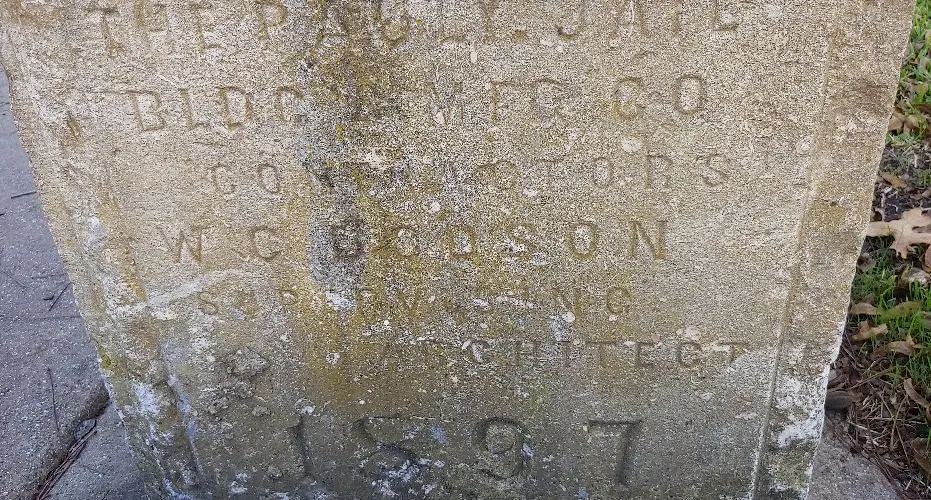 THE PAULY. JAIL
BLDG & MFG CO
CONTRACTORS
W. C. DODSON
SUPERVISING
ARCHITECT
1897